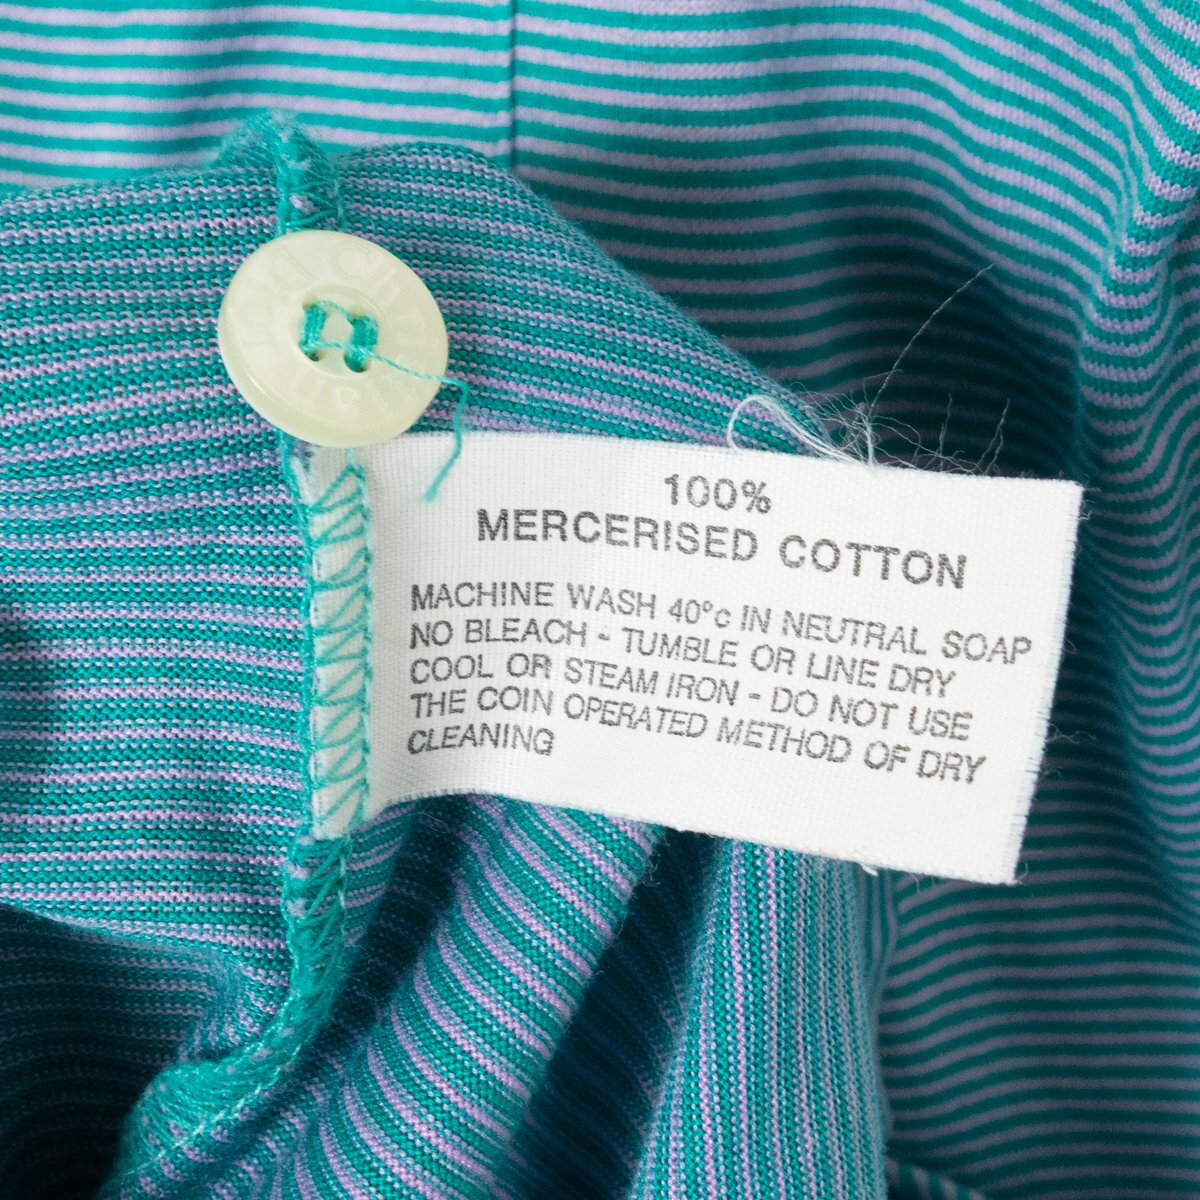 100%
MERCERISED COTTON
MACHINE WASH 40°c IN NEUTRAL SOAP
NO BLEACH - TUMBLE OR LINE DRY
COOL OR STEAM IRON - DO NOT USE
THE COIN OPERATED METHOD OF DRY
CLEANING